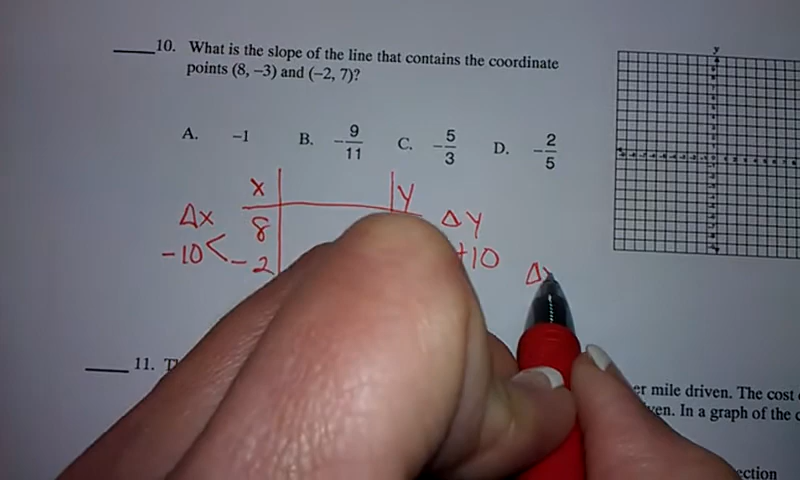 10. What is the slope of the line that contains the coordinate
points (8, −3) and (−2, 7)?
A. −1 B. −9/11 C. −5/3 D. −2/5
y
x y
Δx 8 Δy
−10 < −2 +10
Δ
11.
er mile driven. The cost
In a graph of the
ection